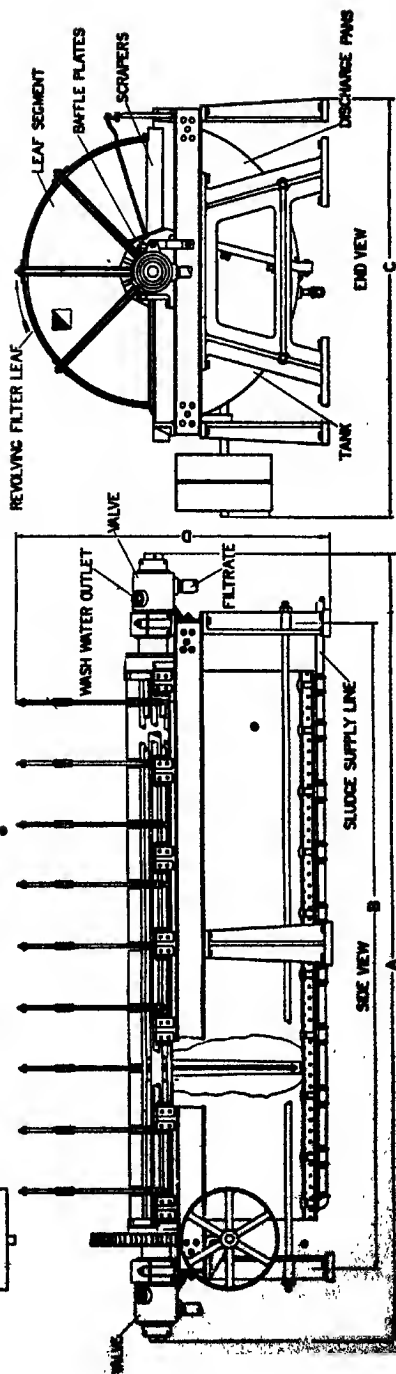 REVOLVING FILTER LEAF
LEAF SEGMENT
BAFFLE PLATES
SCRAPERS
DISCHARGE PANS
TANK
END VIEW
C
D
VALVE
WASH WATER OUTLET
VALVE
FILTRATE
SLUDGE SUPPLY LINE
SIDE VIEW
B
A